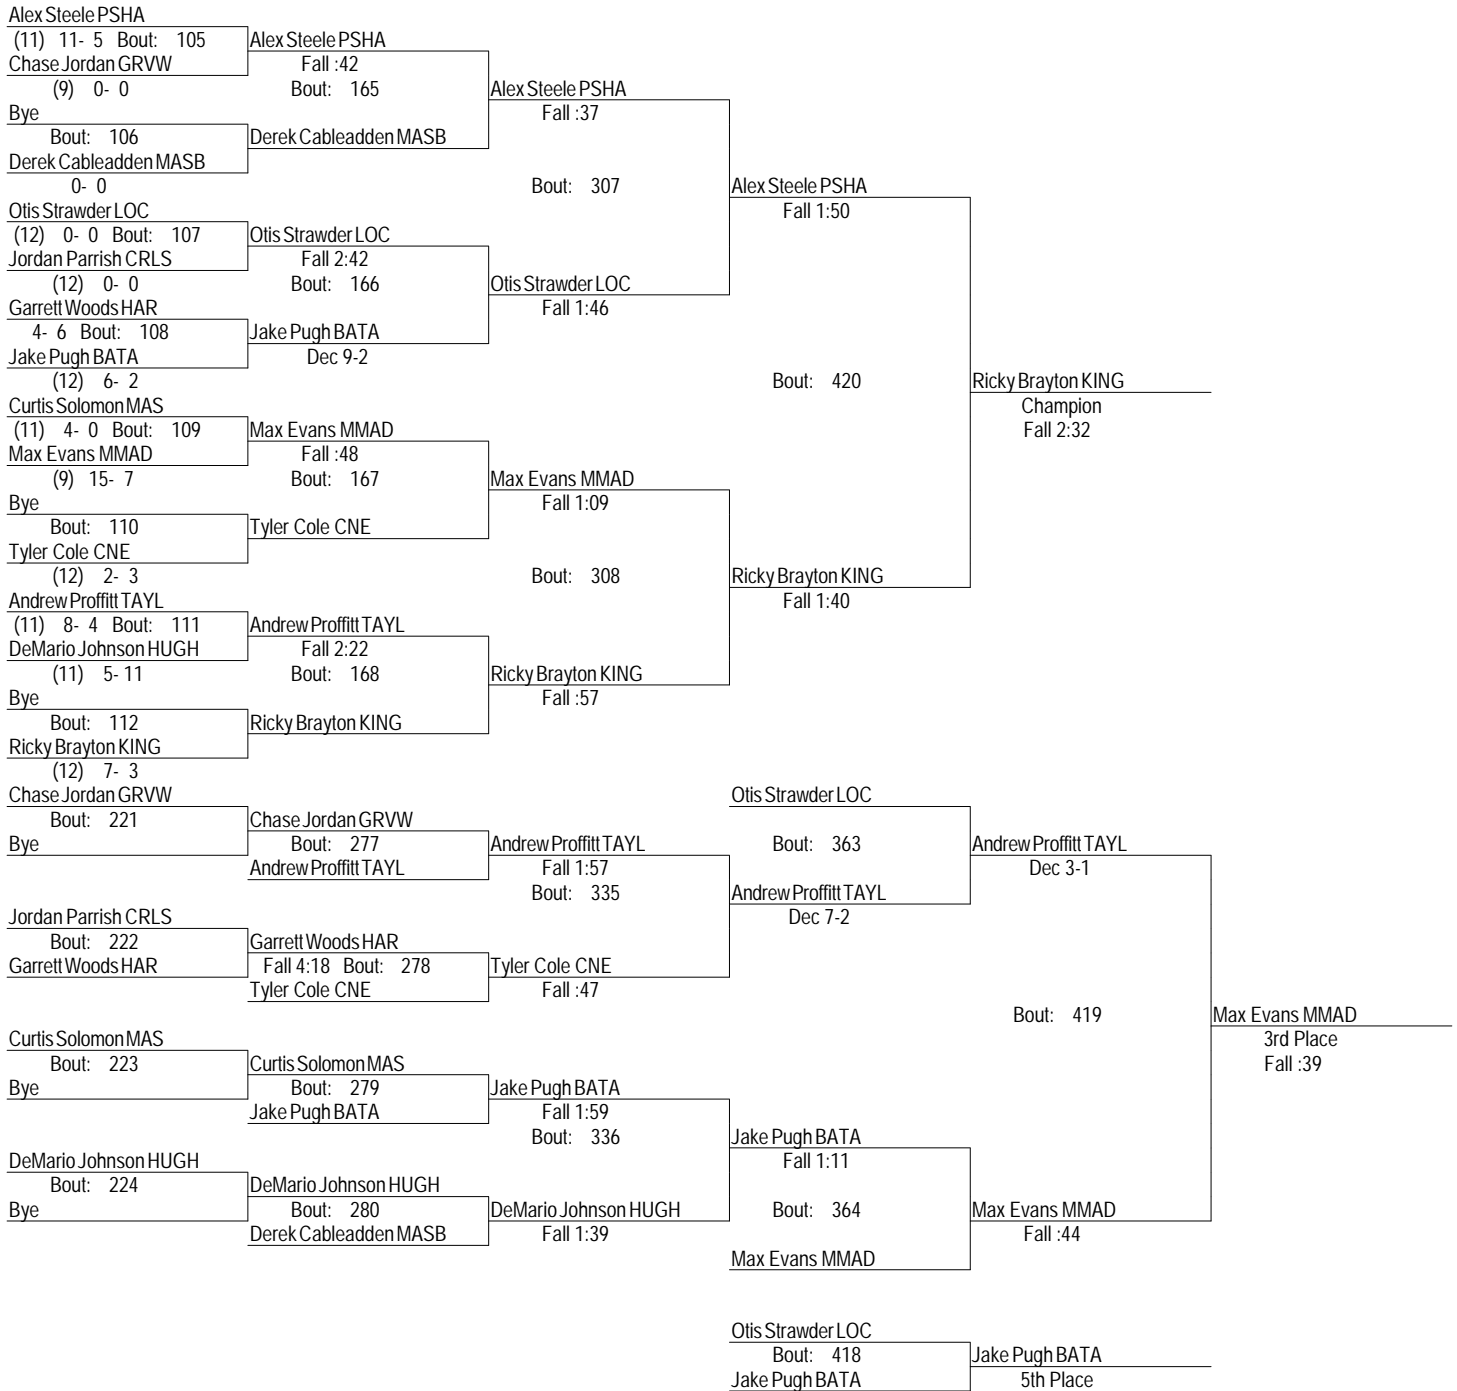 Alex Steele PSHA
(11) 11- 5 Bout: 105
Alex Steele PSHA
Chase Jordan GRVW
Fall :42
(9) 0- 0
Bout: 165
Alex Steele PSHA
Bye
Fall :37
Bout: 106
Derek Cableadden MASB
Derek Cableadden MASB
0- 0
Bout: 307
Alex Steele PSHA
Otis Strawder LOC
Fall 1:50
(12) 0- 0 Bout: 107
Otis Strawder LOC
Jordan Parrish CRLS
Fall 2:42
(12) 0- 0
Bout: 166
Otis Strawder LOC
Garrett Woods HAR
Fall 1:46
4- 6 Bout: 108
Jake Pugh BATA
Jake Pugh BATA
Dec 9-2
(12) 6- 2
Bout: 420
Ricky Brayton KING
Curtis Solomon MAS
Champion
(11) 4- 0 Bout: 109
Max Evans MMAD
Fall 2:32
Max Evans MMAD
Fall :48
(9) 15- 7
Bout: 167
Max Evans MMAD
Bye
Fall 1:09
Bout: 110
Tyler Cole CNE
Tyler Cole CNE
(12) 2- 3
Bout: 308
Ricky Brayton KING
Andrew Proffitt TAYL
Fall 1:40
(11) 8- 4 Bout: 111
Andrew Proffitt TAYL
DeMario Johnson HUGH
Fall 2:22
(11) 5- 11
Bout: 168
Ricky Brayton KING
Bye
Fall :57
Bout: 112
Ricky Brayton KING
Ricky Brayton KING
(12) 7- 3
Chase Jordan GRVW
Otis Strawder LOC
Bout: 221
Chase Jordan GRVW
Bye
Bout: 277
Andrew Proffitt TAYL
Bout: 363
Andrew Proffitt TAYL
Andrew Proffitt TAYL
Fall 1:57
Dec 3-1
Bout: 335
Andrew Proffitt TAYL
Jordan Parrish CRLS
Dec 7-2
Bout: 222
Garrett Woods HAR
Garrett Woods HAR
Fall 4:18 Bout: 278
Tyler Cole CNE
Tyler Cole CNE
Fall :47
Bout: 419
Max Evans MMAD
Curtis Solomon MAS
3rd Place
Bout: 223
Curtis Solomon MAS
Fall :39
Bye
Bout: 279
Jake Pugh BATA
Jake Pugh BATA
Fall 1:59
Bout: 336
Jake Pugh BATA
DeMario Johnson HUGH
Fall 1:11
Bout: 224
DeMario Johnson HUGH
Bye
Bout: 280
DeMario Johnson HUGH
Bout: 364
Max Evans MMAD
Derek Cableadden MASB
Fall 1:39
Fall :44
Max Evans MMAD
Otis Strawder LOC
Bout: 418
Jake Pugh BATA
Jake Pugh BATA
5th Place